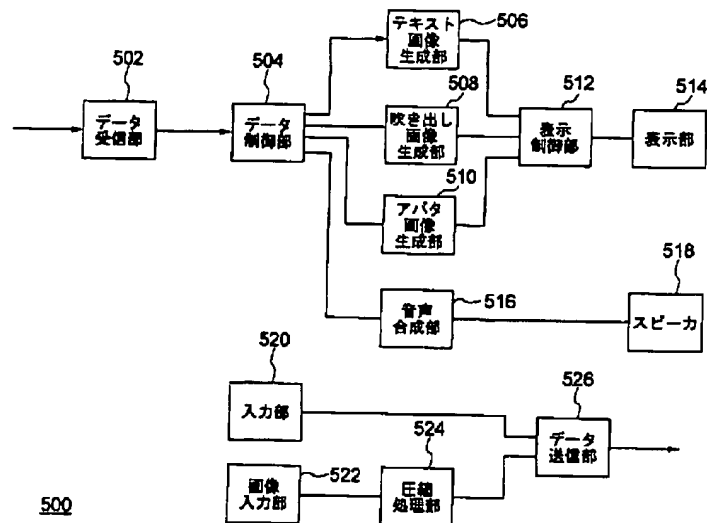 テキスト
画像
生成部
506
502
504
508
512
514
データ
受信部
データ
制御部
吹き出し
画像
生成部
表示
制御部
表示部
510
アバタ
画像
生成部
518
音声
合成部
516
スピーカ
520
526
入力部
524
データ
送信部
画像
入力部
522
圧縮
処理部
500